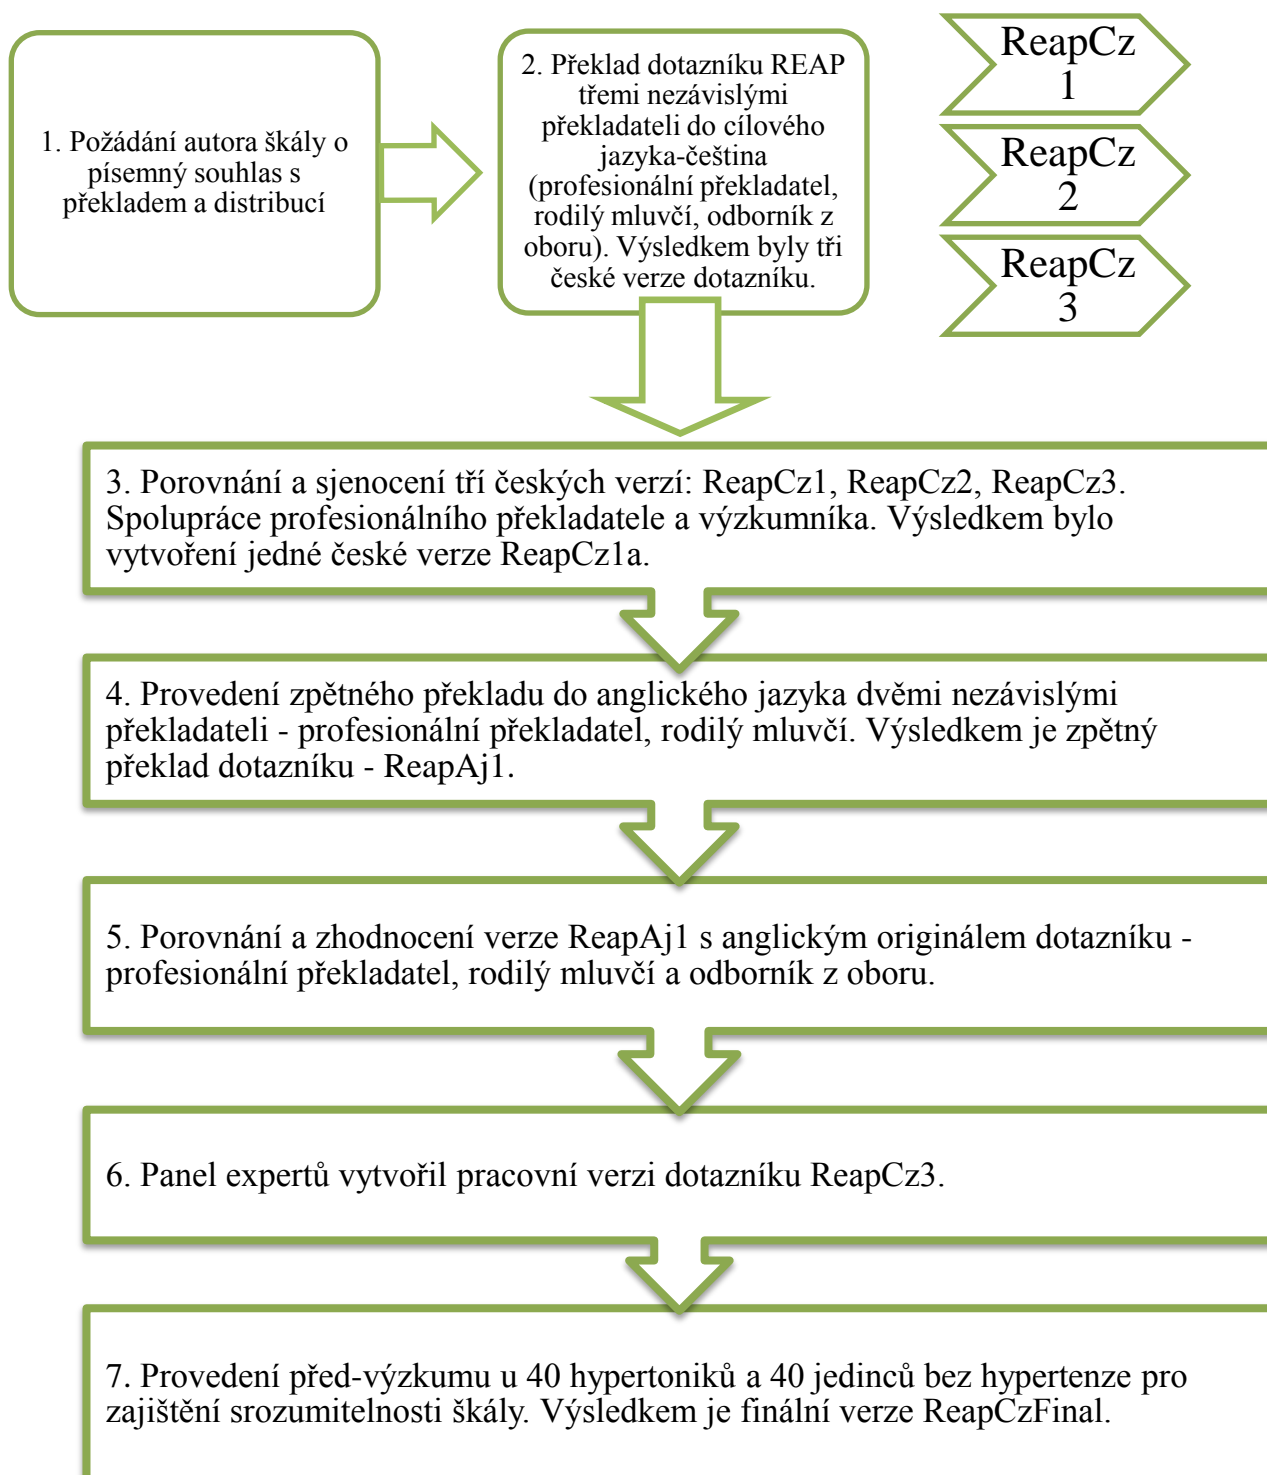 1. Požádání autora škály o
písemný souhlas s
překladem a distribucí
2. Překlad dotazníku REAP
třemi nezávislými
překladateli do cílového
jazyka-čeština
(profesionální překladatel,
rodilý mluvčí, odborník z
oboru). Výsledkem byly tři
české verze dotazníku.
ReapCz
1
ReapCz
2
ReapCz
3
3. Porovnání a sjenocení tří českých verzí: ReapCz1, ReapCz2, ReapCz3.
Spolupráce profesionálního překladatele a výzkumníka. Výsledkem bylo
vytvoření jedné české verze ReapCz1a.
4. Provedení zpětného překladu do anglického jazyka dvěmi nezávislými
překladateli - profesionální překladatel, rodilý mluvčí. Výsledkem je zpětný
překlad dotazníku - ReapAj1.
5. Porovnání a zhodnocení verze ReapAj1 s anglickým originálem dotazníku -
profesionální překladatel, rodilý mluvčí a odborník z oboru.
6. Panel expertů vytvořil pracovní verzi dotazníku ReapCz3.
7. Provedení před-výzkumu u 40 hypertoniků a 40 jedinců bez hypertenze pro
zajištění srozumitelnosti škály. Výsledkem je finální verze ReapCzFinal.